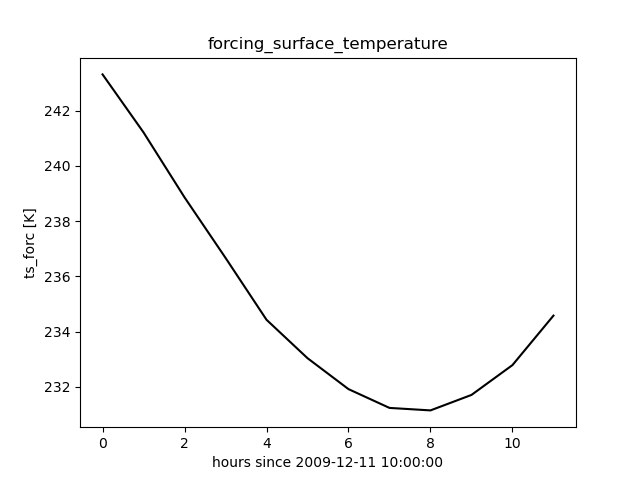 forcing_surface_temperature
ts_forc [K]
242
240
238
236
234
232
0 2 4 6 8 10
hours since 2009-12-11 10:00:00